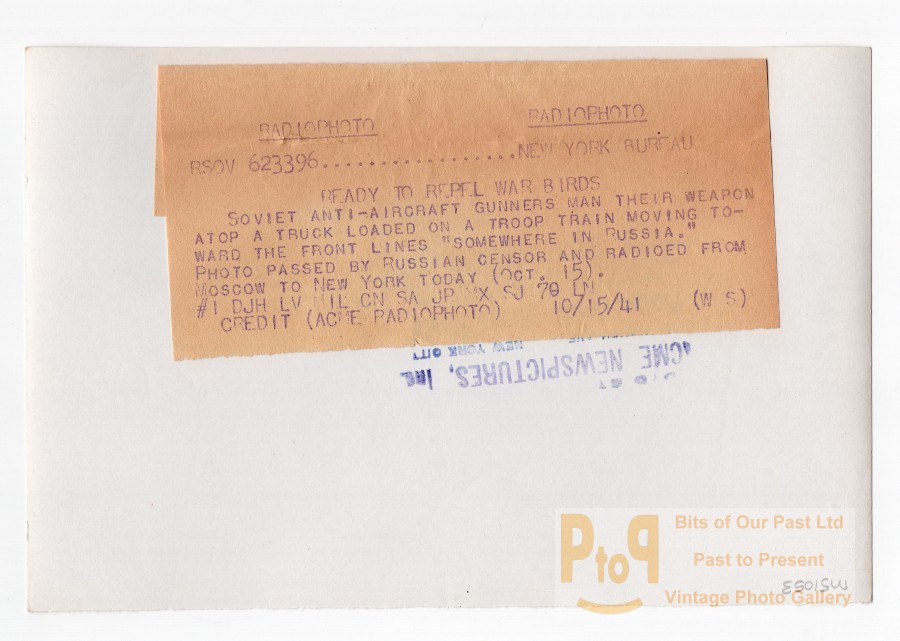 RADIOPHOTO RADIOPHOTO
RSOV 623396..................NEW YORK BUREAU
READY TO REPEL WAR BIRDS
SOVIET ANTI-AIRCRAFT GUNNERS MAN THEIR WEAPON
ATOP A TRUCK LOADED ON A TROOP TRAIN MOVING TO-
WARD THE FRONT LINES "SOMEWHERE IN RUSSIA."
PHOTO PASSED BY RUSSIAN CENSOR AND RADIOED FROM
MOSCOW TO NEW YORK TODAY (OCT. 15).
#1 DJH LV MIL CN SA JP MX SJ 70 LN
CREDIT (ACME RADIOPHOTO) 10/15/41 (W S)
NEW YORK CITY
ACME NEWSPICTURES, Inc.
PtoP
Bits of Our Past Ltd
Past to Present
Vintage Photo Gallery